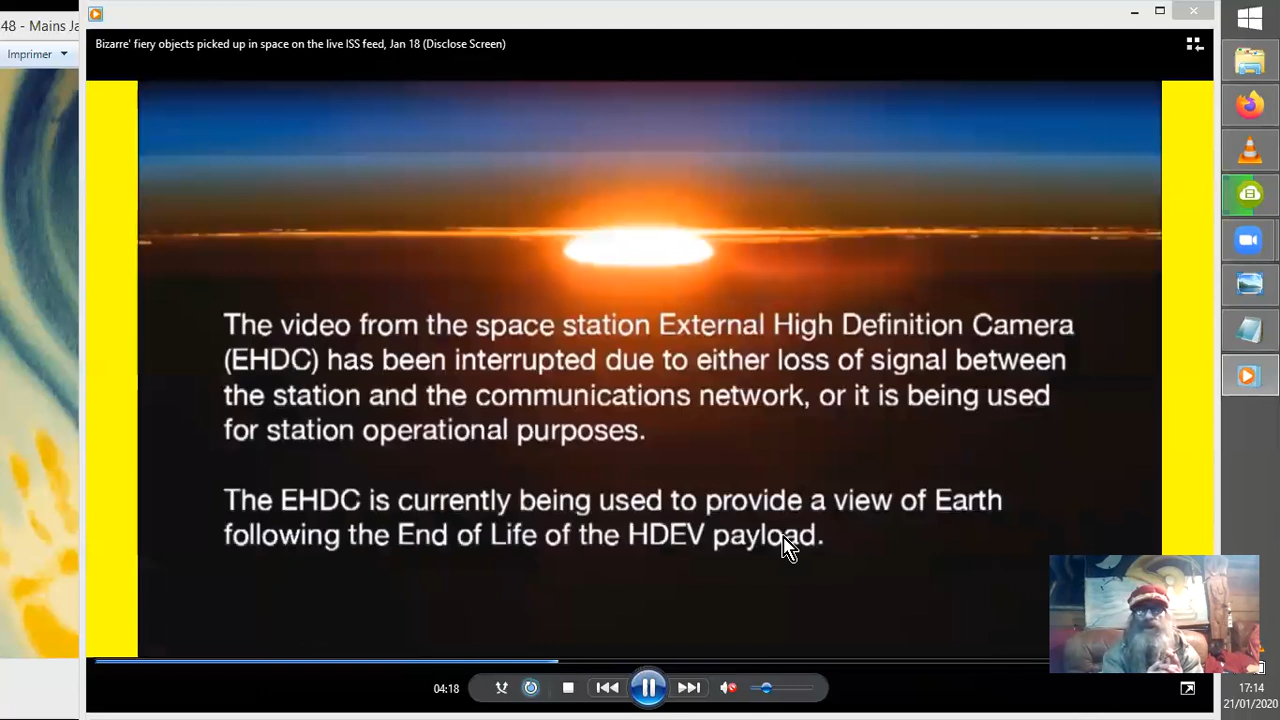 48 - Mains Ja
Imprimer
Bizarre' fiery objects picked up in space on the live ISS feed, Jan 18 (Disclose Screen)
The video from the space station External High Definition Camera
(EHDC) has been interrupted due to either loss of signal between
the station and the communications network, or it is being used
for station operational purposes.
The EHDC is currently being used to provide a view of Earth
following the End of Life of the HDEV payload.
04:18
17:14
21/01/2020